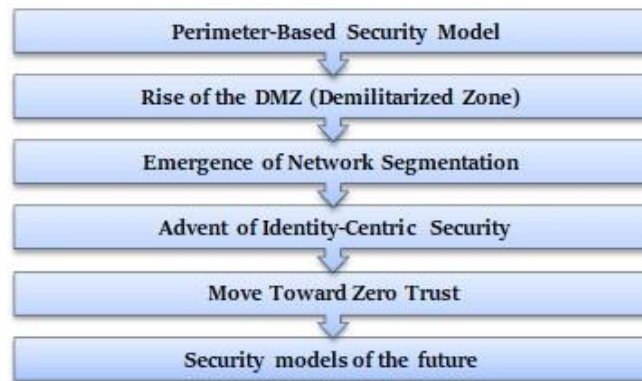 Perimeter-Based Security Model
Rise of the DMZ (Demilitarized Zone)
Emergence of Network Segmentation
Advent of Identity-Centric Security
Move Toward Zero Trust
Security models of the future